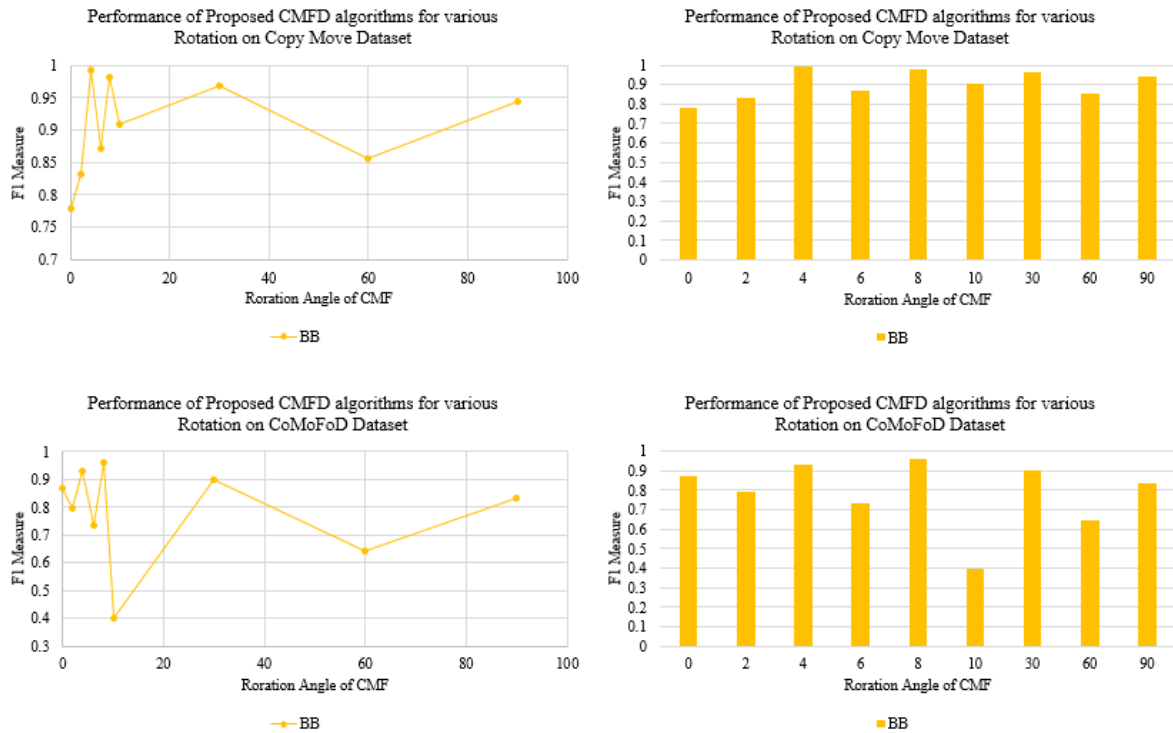 Performance of Proposed CMFD algorithms for various
Rotation on Copy Move Dataset
1
0.95
0.9
0.85
0.8
0.75
0.7
F1 Measure
0 20 40 60 80 100
Roration Angle of CMF
BB
Performance of Proposed CMFD algorithms for various
Rotation on Copy Move Dataset
1
0.9
0.8
0.7
0.6
0.5
0.4
0.3
0.2
0.1
0
F1 Measure
0 2 4 6 8 10 30 60 90
Roration Angle of CMF
BB
Performance of Proposed CMFD algorithms for various
Rotation on CoMoFoD Dataset
1
0.9
0.8
0.7
0.6
0.5
0.4
0.3
F1 Measure
0 20 40 60 80 100
Roration Angle of CMF
BB
Performance of Proposed CMFD algorithms for various
Rotation on CoMoFoD Dataset
1
0.9
0.8
0.7
0.6
0.5
0.4
0.3
0.2
0.1
0
F1 Measure
0 2 4 6 8 10 30 60 90
Roration Angle of CMF
BB